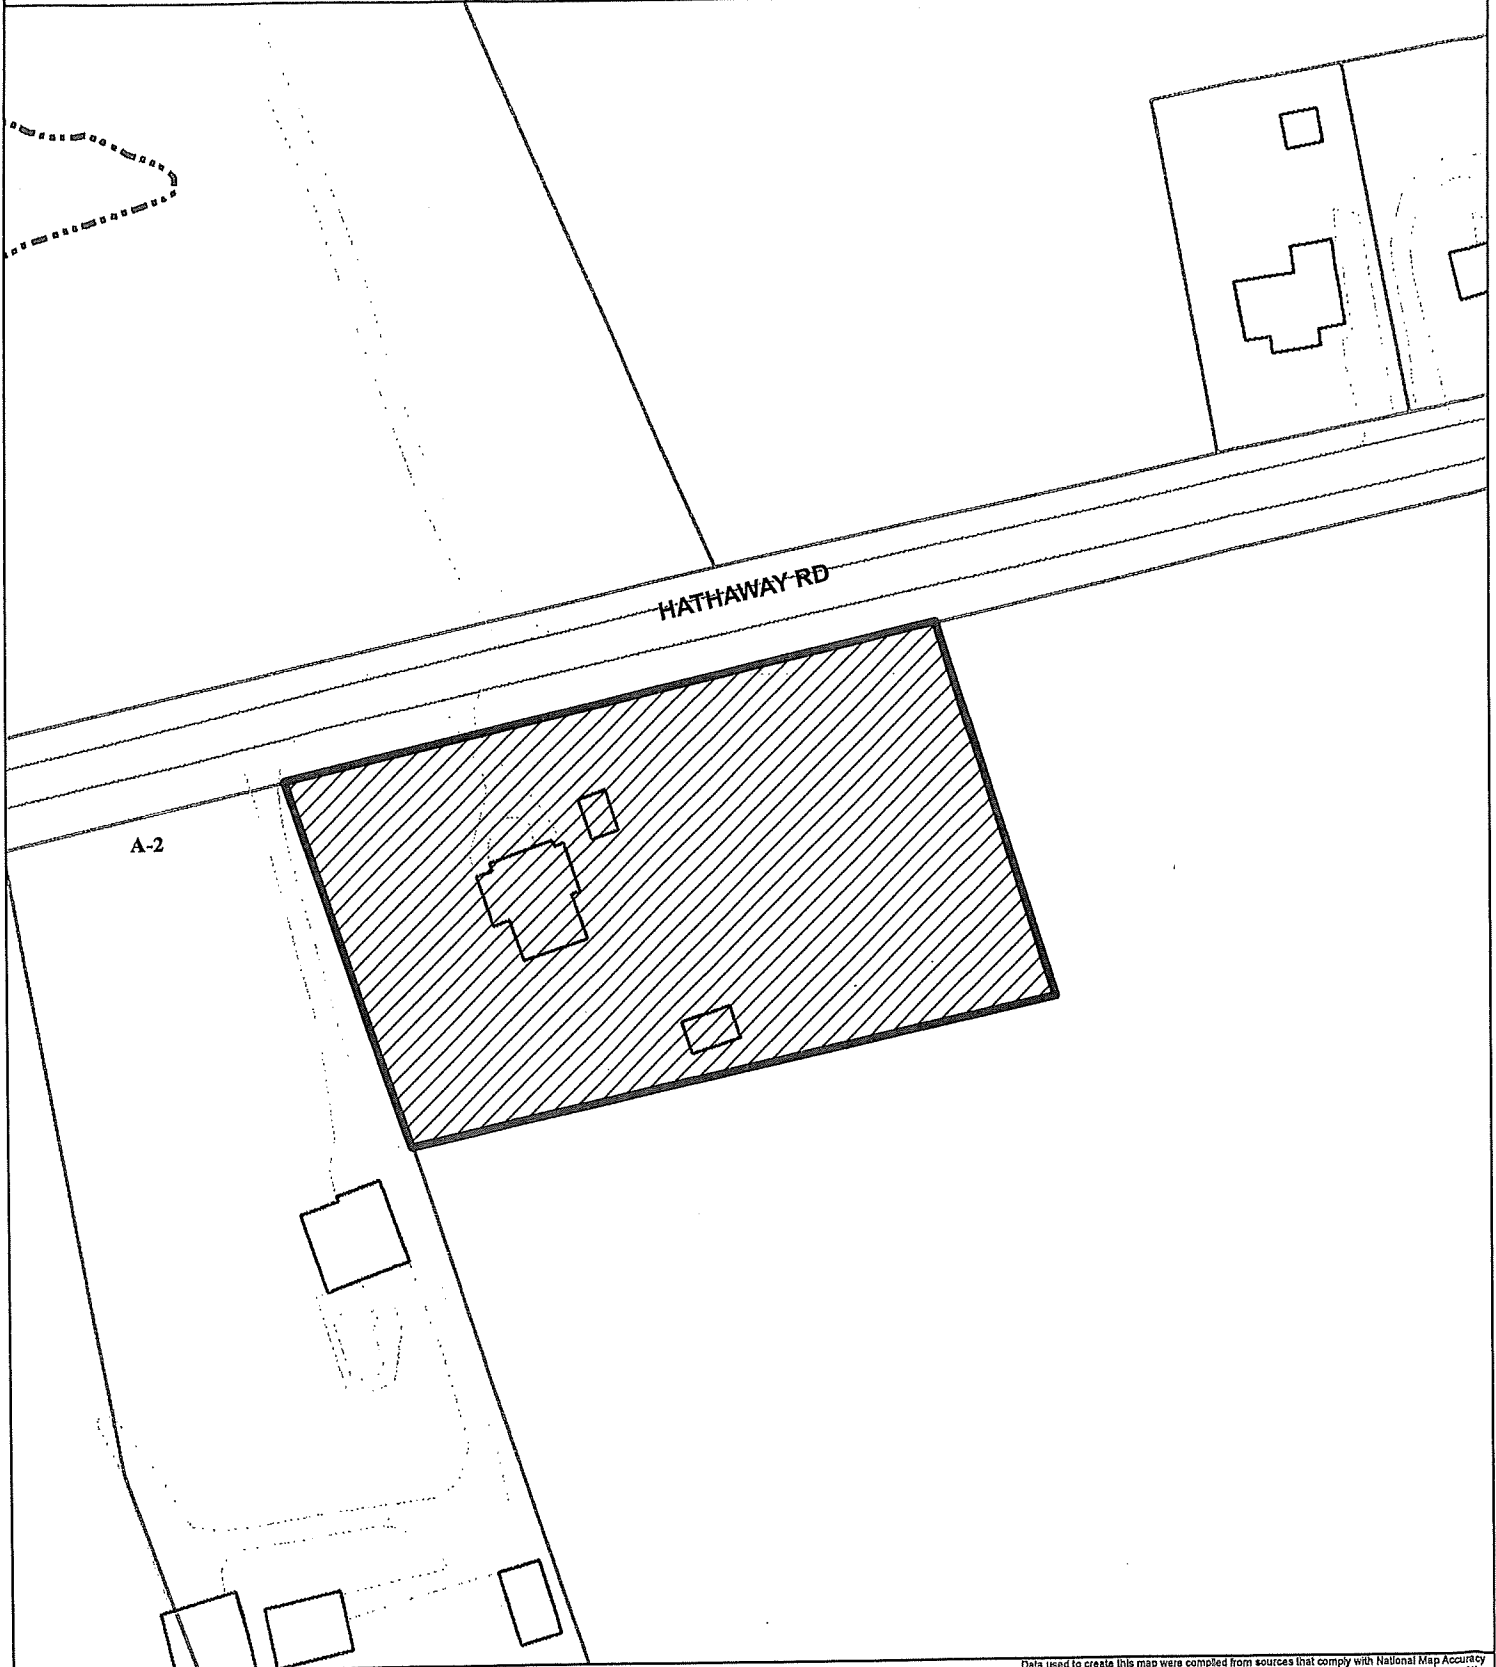 HATHAWAY RD
A-2
Data used to create this map were compiled from sources that comply with National Map Accuracy